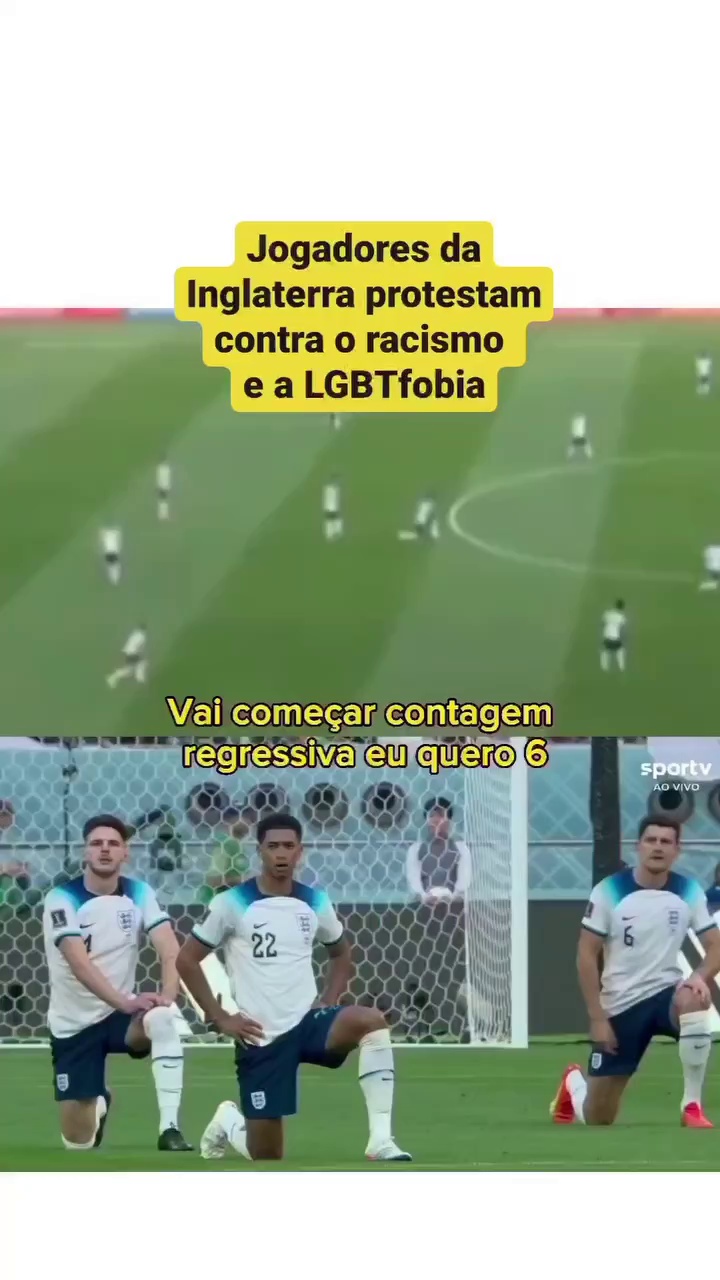 Jogadores da
Inglaterra protestam
contra o racismo
e a LGBTfobia
Vai começar contagem
regressiva eu quero 6
sportv
AO VIVO
22
6